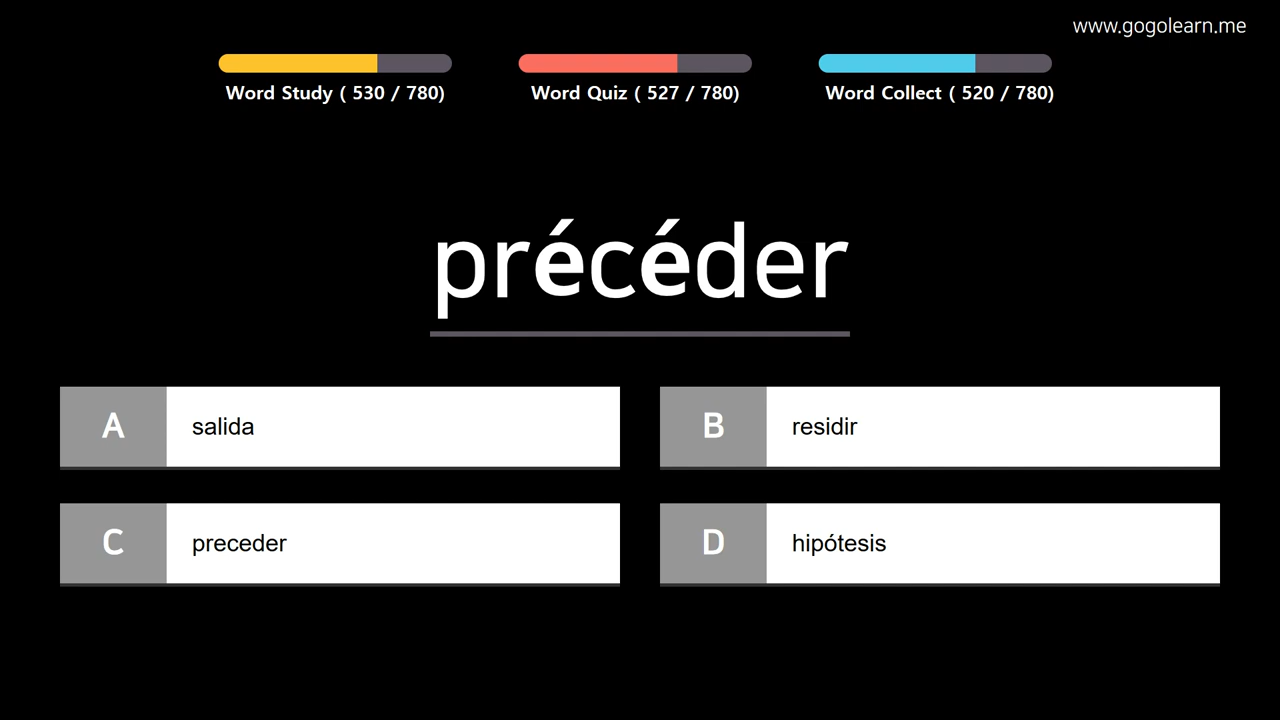 www.gogolearn.me
Word Study ( 530 / 780)
Word Quiz ( 527 / 780)
Word Collect ( 520 / 780)
précéder
A
salida
B
residir
C
preceder
D
hipótesis